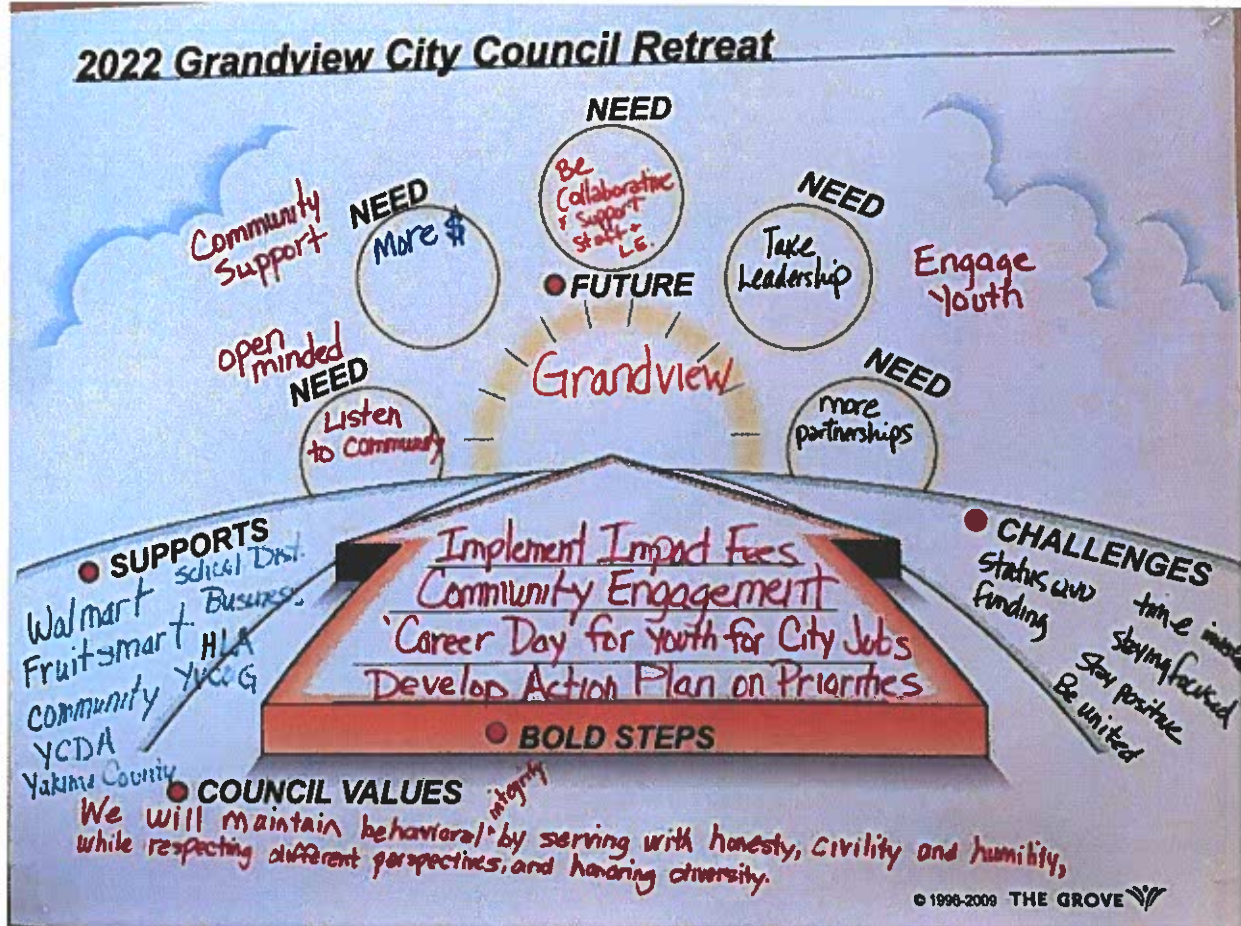 2022 Grandview City Council Retreat
NEED
Be
Collaborative
& Support
Staff &
L.E.
NEED
More $
Community
Support
NEED
Take
Leadership
Engage
Youth
open
minded
NEED
Listen
to Community
NEED
more
partnerships
FUTURE
Grandview
SUPPORTS
Walmart
School Dist.
Fruitsmart
Business
HLA
community
YVCOG
YCDA
Yakima County
Implement Impact Fees
Community Engagement
'Career Day' for Youth for City Jobs
Develop Action Plan on Priorities
BOLD STEPS
CHALLENGES
Status quo
funding
time
staying focused
Stay positive
Be united
COUNCIL VALUES
integrity
We will maintain behavioral ^ by serving with honesty, civility and humility,
while respecting different perspectives, and honoring diversity.
© 1996-2009 THE GROVE